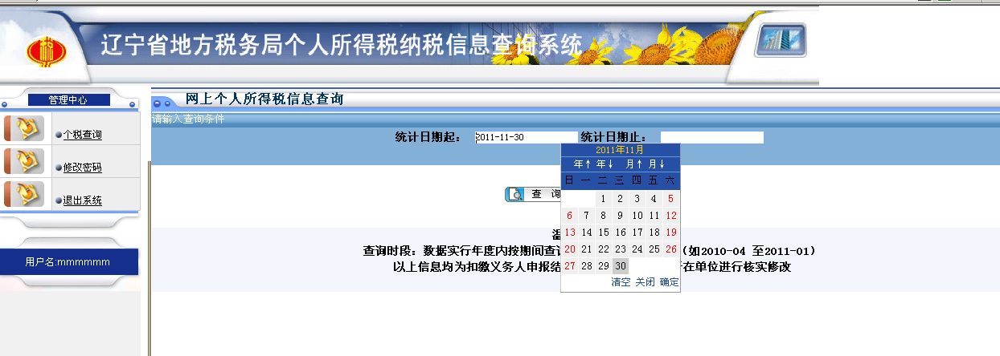 辽宁省地方税务局个人所得税纳税信息查询系统
管理中心
网上个人所得税信息查询
请输入查询条件
个税查询
修改密码
退出系统
用户名:mmmmmm
统计日期起： 2011-11-30 统计日期止：
2011年11月
年↑ 年↓ 月↑ 月↓
日 一 二 三 四 五 六
1 2 3 4 5
6 7 8 9 10 11 12
13 14 15 16 17 18 19
20 21 22 23 24 25 26
27 28 29 30
清空 关闭 确定
查 询
温
查询时段：数据实行年度内按期间查 （如2010-04 至2011-01）
以上信息均为扣缴义务人申报结 在单位进行核实修改